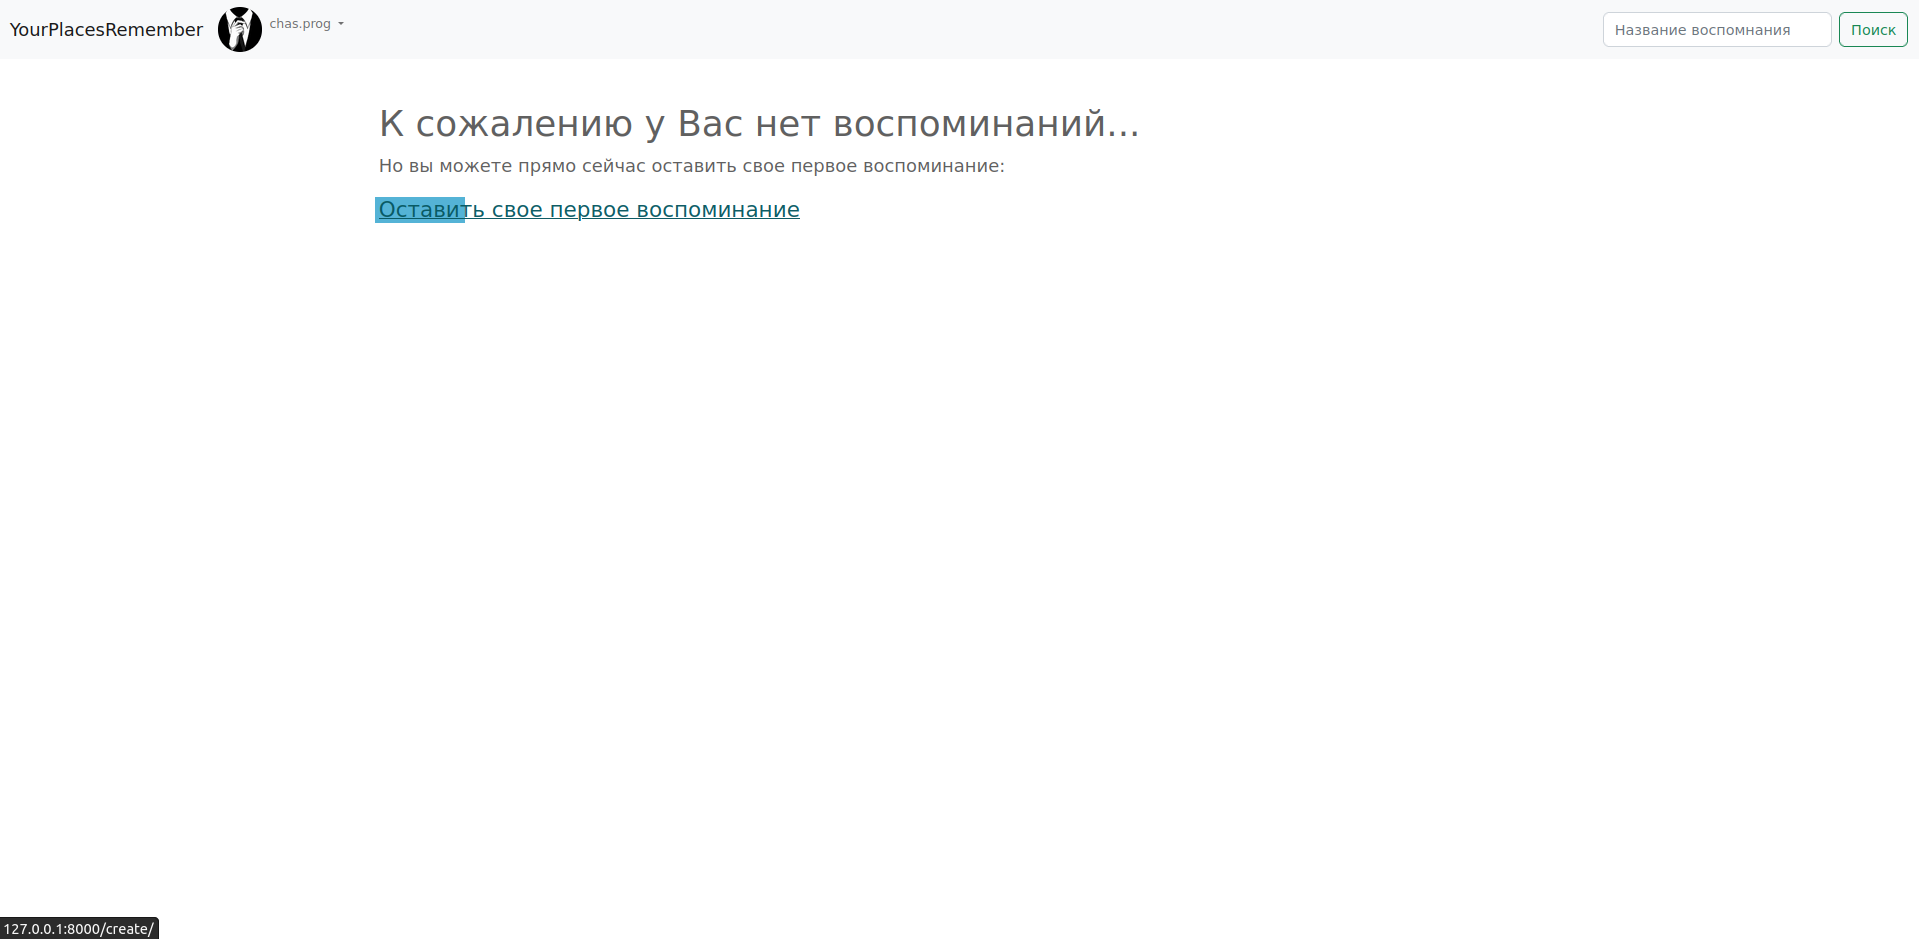 YourPlacesRemember chas.prog Название воспомнания Поиск
К сожалению у Вас нет воспоминаний...
Но вы можете прямо сейчас оставить свое первое воспоминание:
Оставить свое первое воспоминание
127.0.0.1:8000/create/